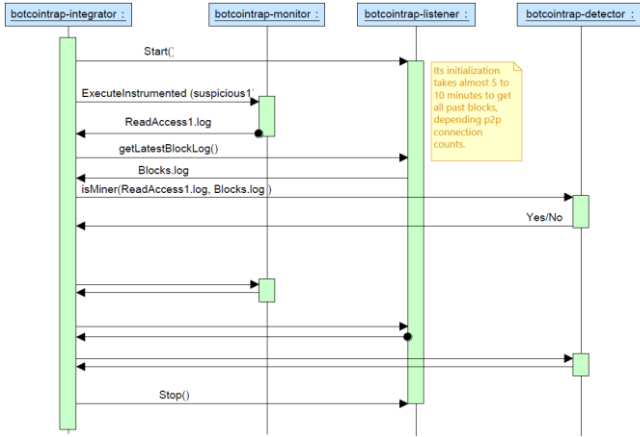 botcointrap-integrator :
botcointrap-monitor :
botcointrap-listener :
botcointrap-detector :
Start()
Its initialization
takes almost 5 to
10 minutes to get
all past blocks,
depending p2p
connection
counts.
ExecuteInstrumented (suspicious1
ReadAccess1.log
getLatestBlockLog()
Blocks.log
isMiner(ReadAccess1.log, Blocks.log )
Yes/No
Stop()